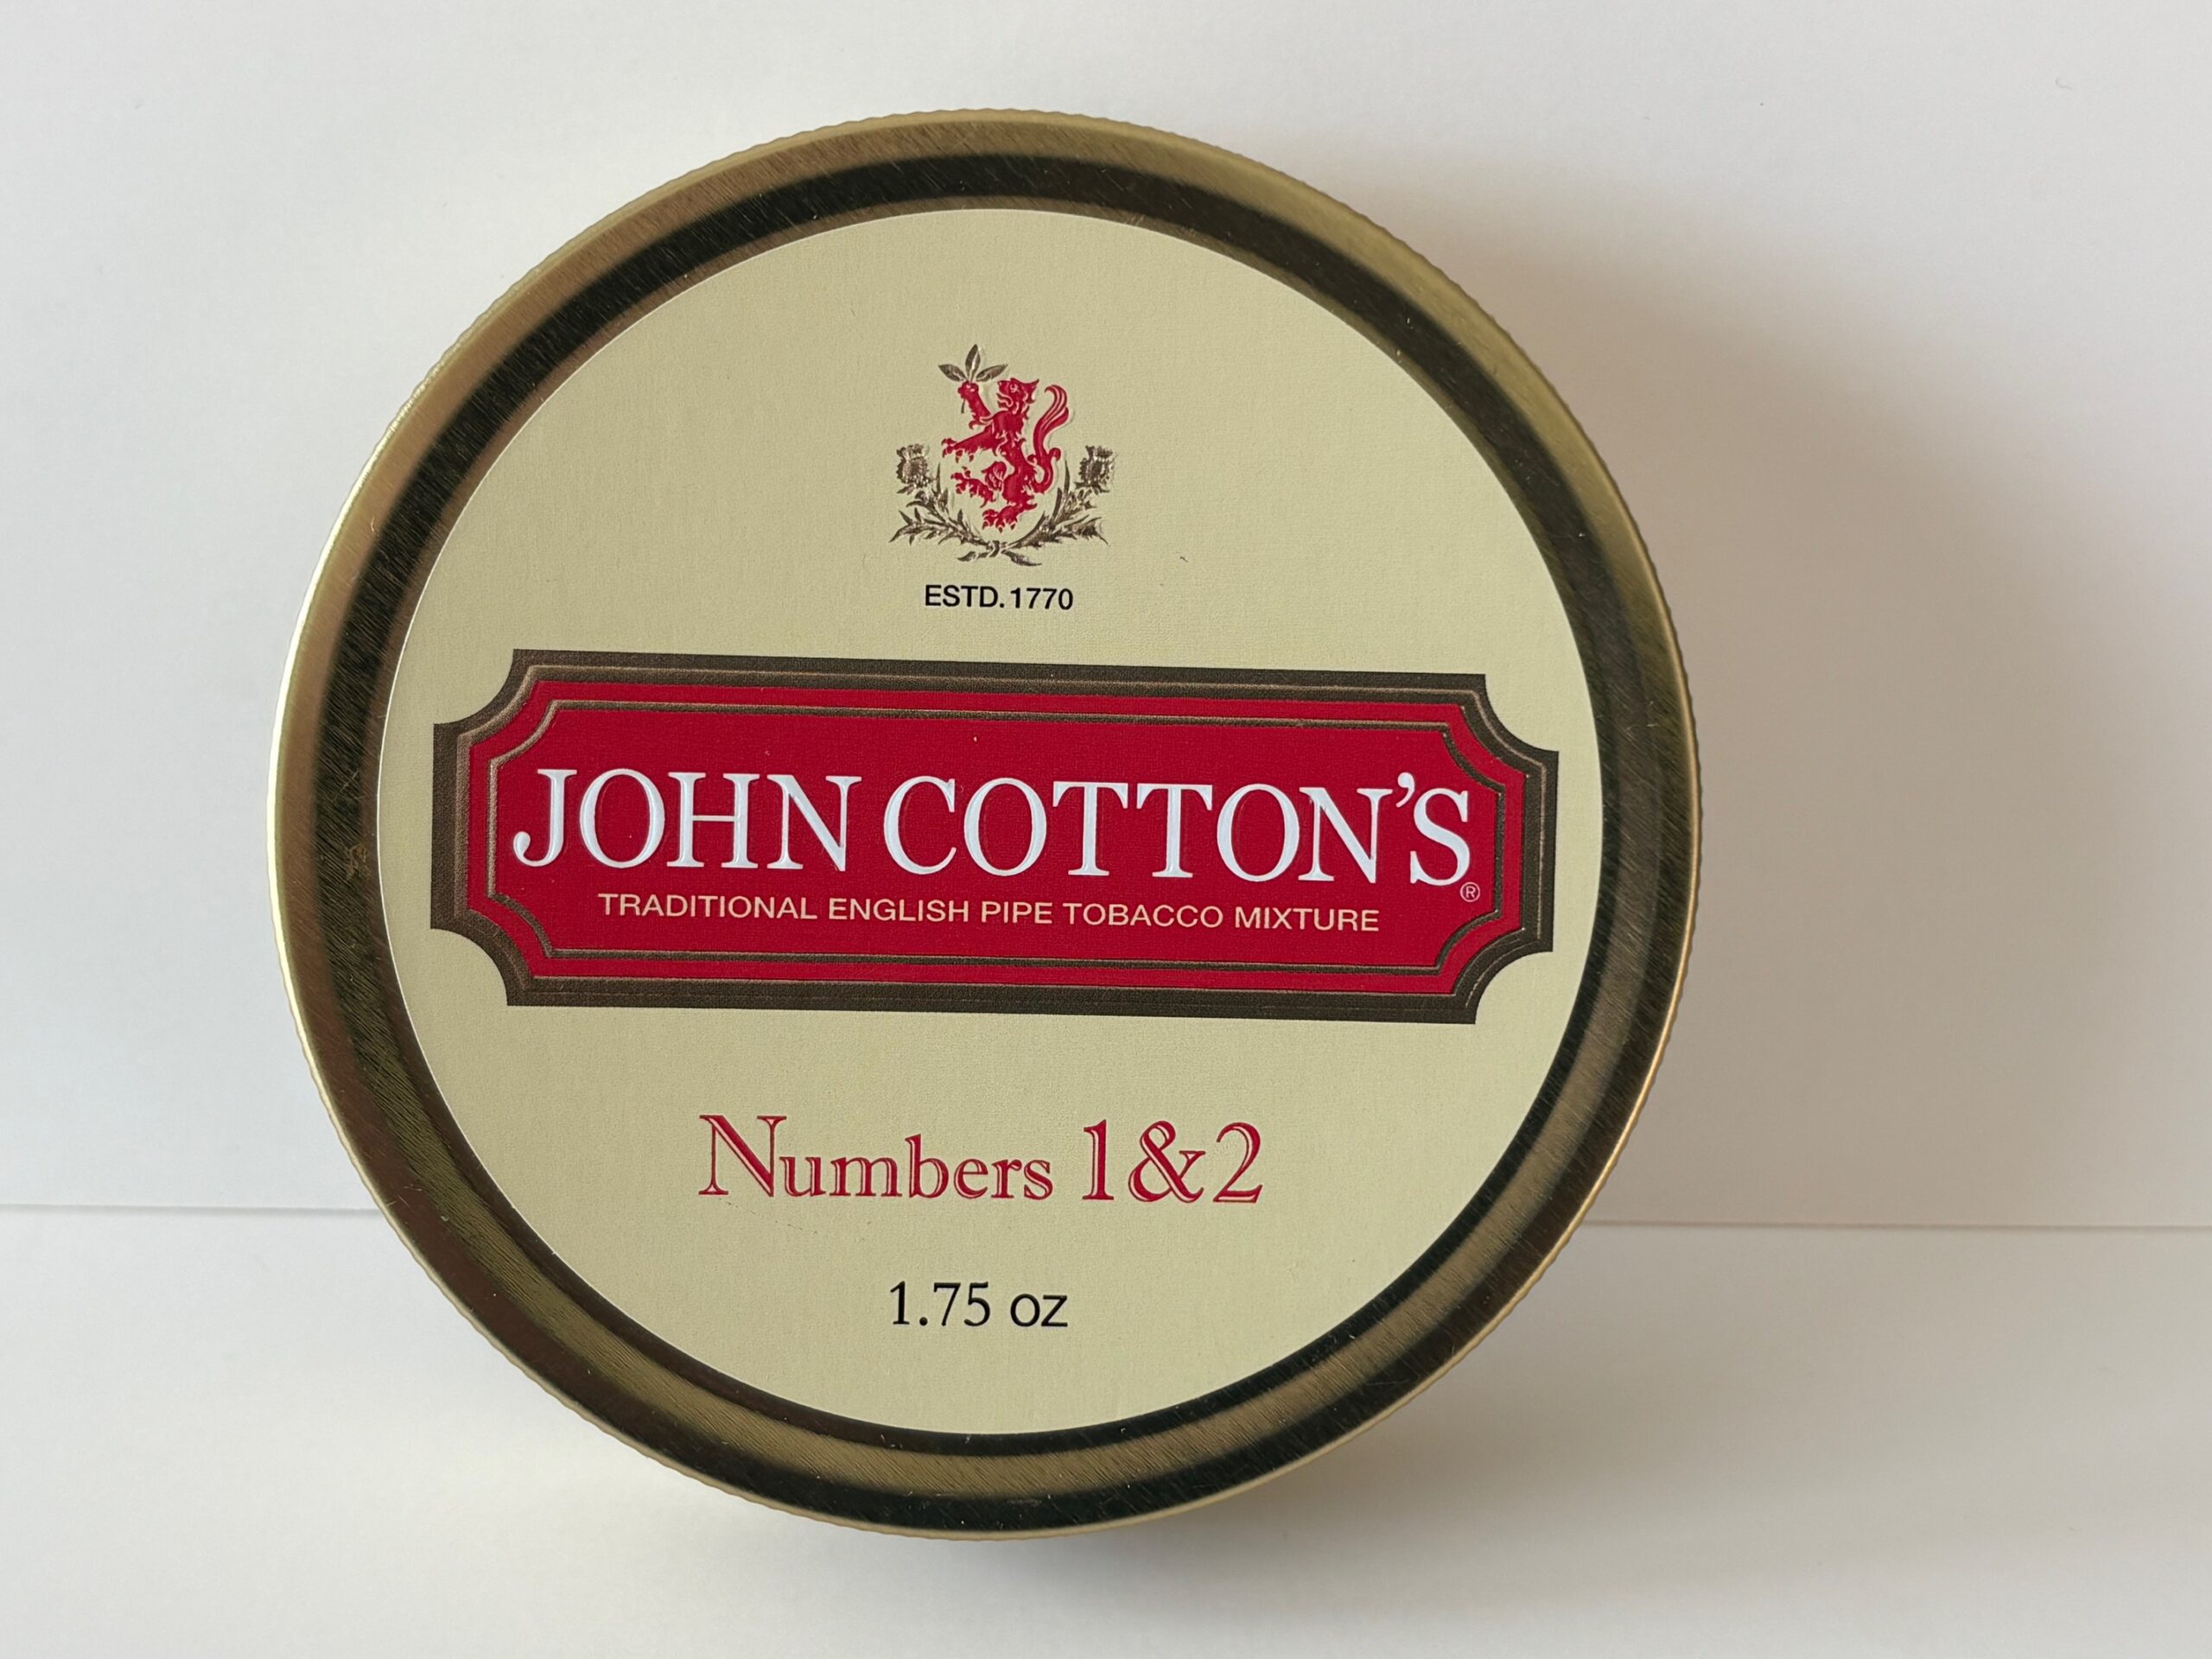 ESTD. 1770
JOHN COTTON'S®
TRADITIONAL ENGLISH PIPE TOBACCO MIXTURE
Numbers 1&2
1.75 oz